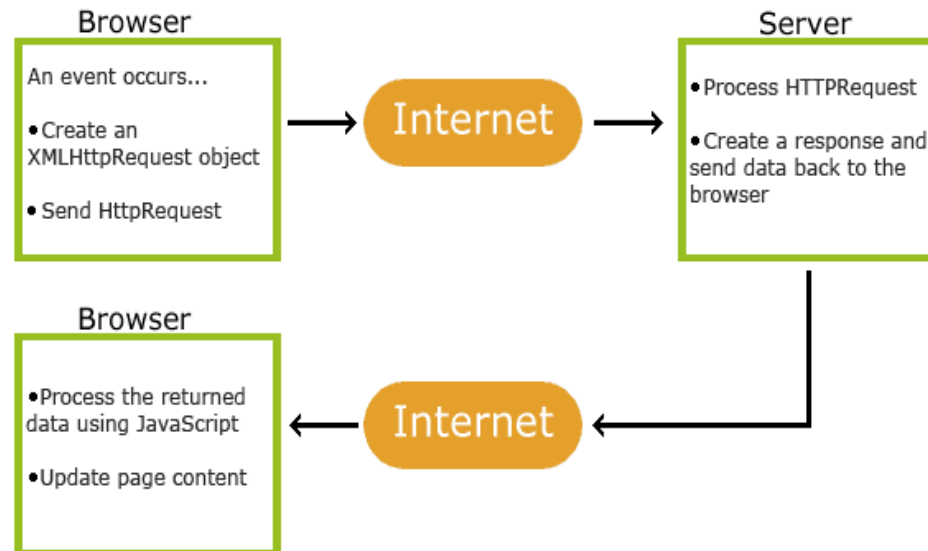 Browser
An event occurs...
•Create an
XMLHttpRequest object
• Send HttpRequest
Internet
Server
•Process HTTPRequest
•Create a response and
send data back to the
browser
Browser
•Process the returned
data using JavaScript
•Update page content
Internet